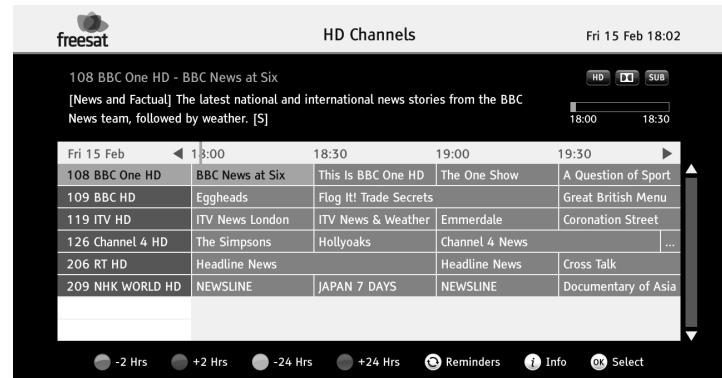 freesat HD Channels Fri 15 Feb 18:02
108 BBC One HD - BBC News at Six HD SUB
[News and Factual] The latest national and international news stories from the BBC
News team, followed by weather. [S] 18:00 18:30
Fri 15 Feb 18:00 18:30 19:00 19:30
108 BBC One HD BBC News at Six This Is BBC One HD The One Show A Question of Sport
109 BBC HD Eggheads Flog It! Trade Secrets Great British Menu
119 ITV HD ITV News London ITV News & Weather Emmerdale Coronation Street
126 Channel 4 HD The Simpsons Hollyoaks Channel 4 News ...
206 RT HD Headline News Headline News Cross Talk
209 NHK WORLD HD NEWSLINE JAPAN 7 DAYS NEWSLINE Documentary of Asia
-2 Hrs +2 Hrs -24 Hrs +24 Hrs Reminders i Info OK Select